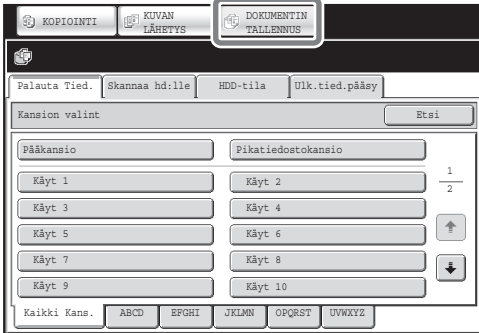 KOPIOINTI
KUVAN
LÄHETYS
DOKUMENTIN
TALLENNUS
Palauta Tied.
Skannaa hd:lle
HDD-tila
Ulk.tied.pääsy
Kansion valint
Etsi
Pääkansio
Pikatiedostokansio
Käyt 1
Käyt 2
1
2
Käyt 3
Käyt 4
Käyt 5
Käyt 6
Käyt 7
Käyt 8
Käyt 9
Käyt 10
Kaikki Kans.
ABCD
EFGHI
JKLMN
OPQRST
UVWXYZ